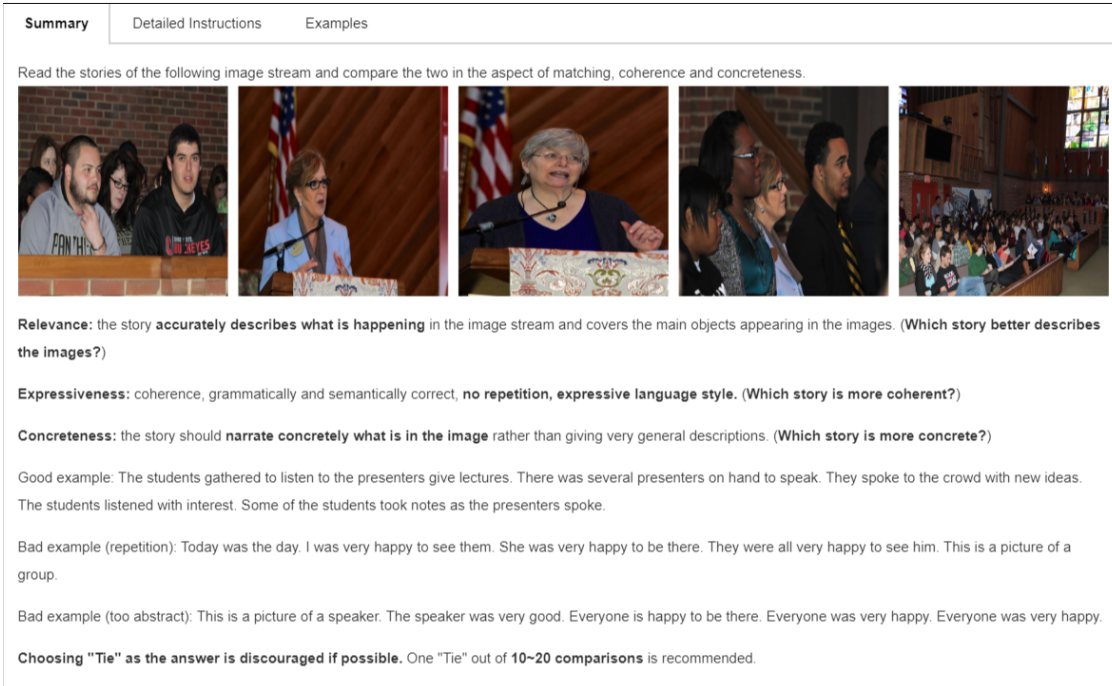 Summary Detailed Instructions Examples
Read the stories of the following image stream and compare the two in the aspect of matching, coherence and concreteness.
Relevance: the story accurately describes what is happening in the image stream and covers the main objects appearing in the images. (Which story better describes
the images?)
Expressiveness: coherence, grammatically and semantically correct, no repetition, expressive language style. (Which story is more coherent?)
Concreteness: the story should narrate concretely what is in the image rather than giving very general descriptions. (Which story is more concrete?)
Good example: The students gathered to listen to the presenters give lectures. There was several presenters on hand to speak. They spoke to the crowd with new ideas.
The students listened with interest. Some of the students took notes as the presenters spoke.
Bad example (repetition): Today was the day. I was very happy to see them. She was very happy to be there. They were all very happy to see him. This is a picture of a
group.
Bad example (too abstract): This is a picture of a speaker. The speaker was very good. Everyone is happy to be there. Everyone was very happy. Everyone was very happy.
Choosing "Tie" as the answer is discouraged if possible. One "Tie" out of 10~20 comparisons is recommended.